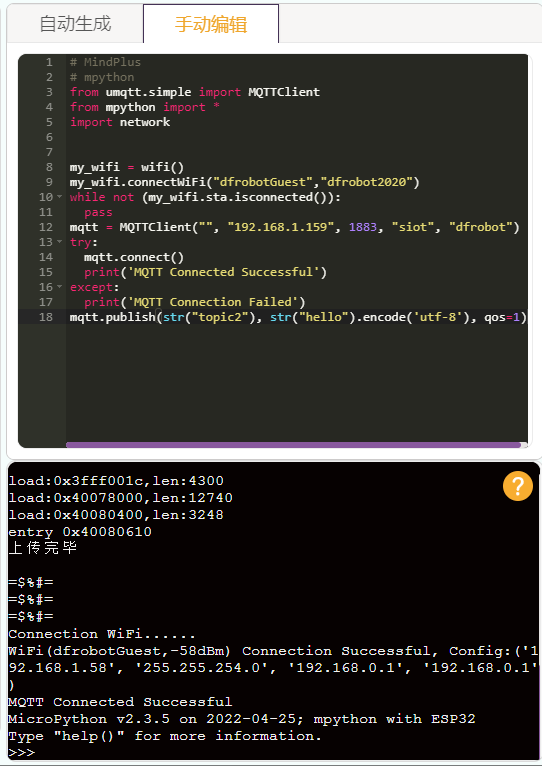 自动生成
手动编辑
1 # MindPlus
2 # mpython
3 from umqtt.simple import MQTTClient
4 from mpython import *
5 import network
6
7
8 my_wifi = wifi()
9 my_wifi.connectWiFi("dfrobotGuest","dfrobot2020")
10 while not (my_wifi.sta.isconnected()):
11   pass
12 mqtt = MQTTClient("", "192.168.1.159", 1883, "siot", "dfrobot")
13 try:
14   mqtt.connect()
15   print('MQTT Connected Successful')
16 except:
17   print('MQTT Connection Failed')
18 mqtt.publish(str("topic2"), str("hello").encode('utf-8'), qos=1)
?
load:0x3fff001c,len:4300
load:0x40078000,len:12740
load:0x40080400,len:3248
entry 0x40080610
上传完毕
=$%#=
=$%#=
=$%#=
Connection WiFi......
WiFi(dfrobotGuest,-58dBm) Connection Successful, Config:('1
92.168.1.58', '255.255.254.0', '192.168.0.1', '192.168.0.1'
)
MQTT Connected Successful
MicroPython v2.3.5 on 2022-04-25; mpython with ESP32
Type "help()" for more information.
>>>